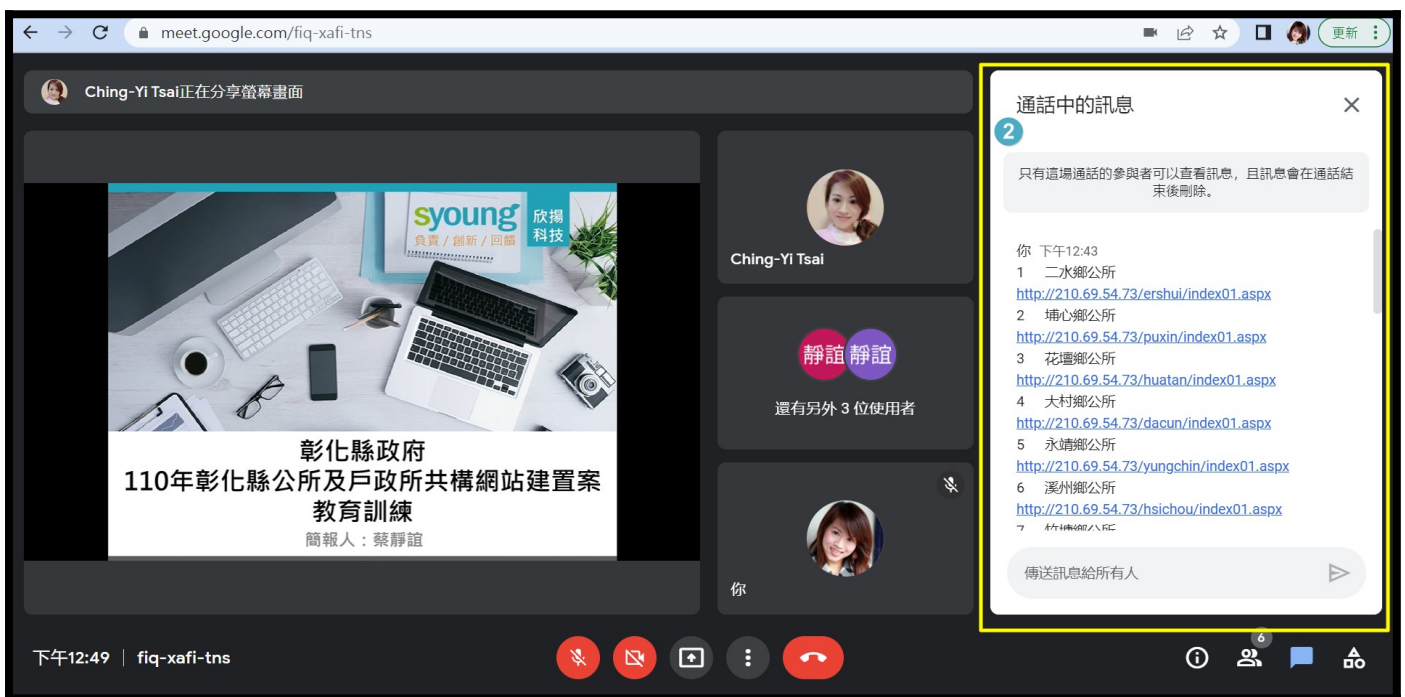 meet.google.com/fiq-xafi-tns
更新
Ching-Yi Tsai正在分享螢幕畫面
syoung 欣揚科技
負責 / 創新 / 回饋
彰化縣政府
110年彰化縣公所及戶政所共構網站建置案
教育訓練
簡報人：蔡靜誼
Ching-Yi Tsai
靜誼 靜誼
還有另外 3 位使用者
你
通話中的訊息
2
只有這場通話的參與者可以查看訊息，且訊息會在通話結
束後刪除。
你 下午12:43
1 二水鄉公所
http://210.69.54.73/ershui/index01.aspx
2 埔心鄉公所
http://210.69.54.73/puxin/index01.aspx
3 花壇鄉公所
http://210.69.54.73/huatan/index01.aspx
4 大村鄉公所
http://210.69.54.73/dacun/index01.aspx
5 永靖鄉公所
http://210.69.54.73/yungchin/index01.aspx
6 溪州鄉公所
http://210.69.54.73/hsichou/index01.aspx
7 竹塘鄉公所
傳送訊息給所有人
下午12:49 | fiq-xafi-tns
6